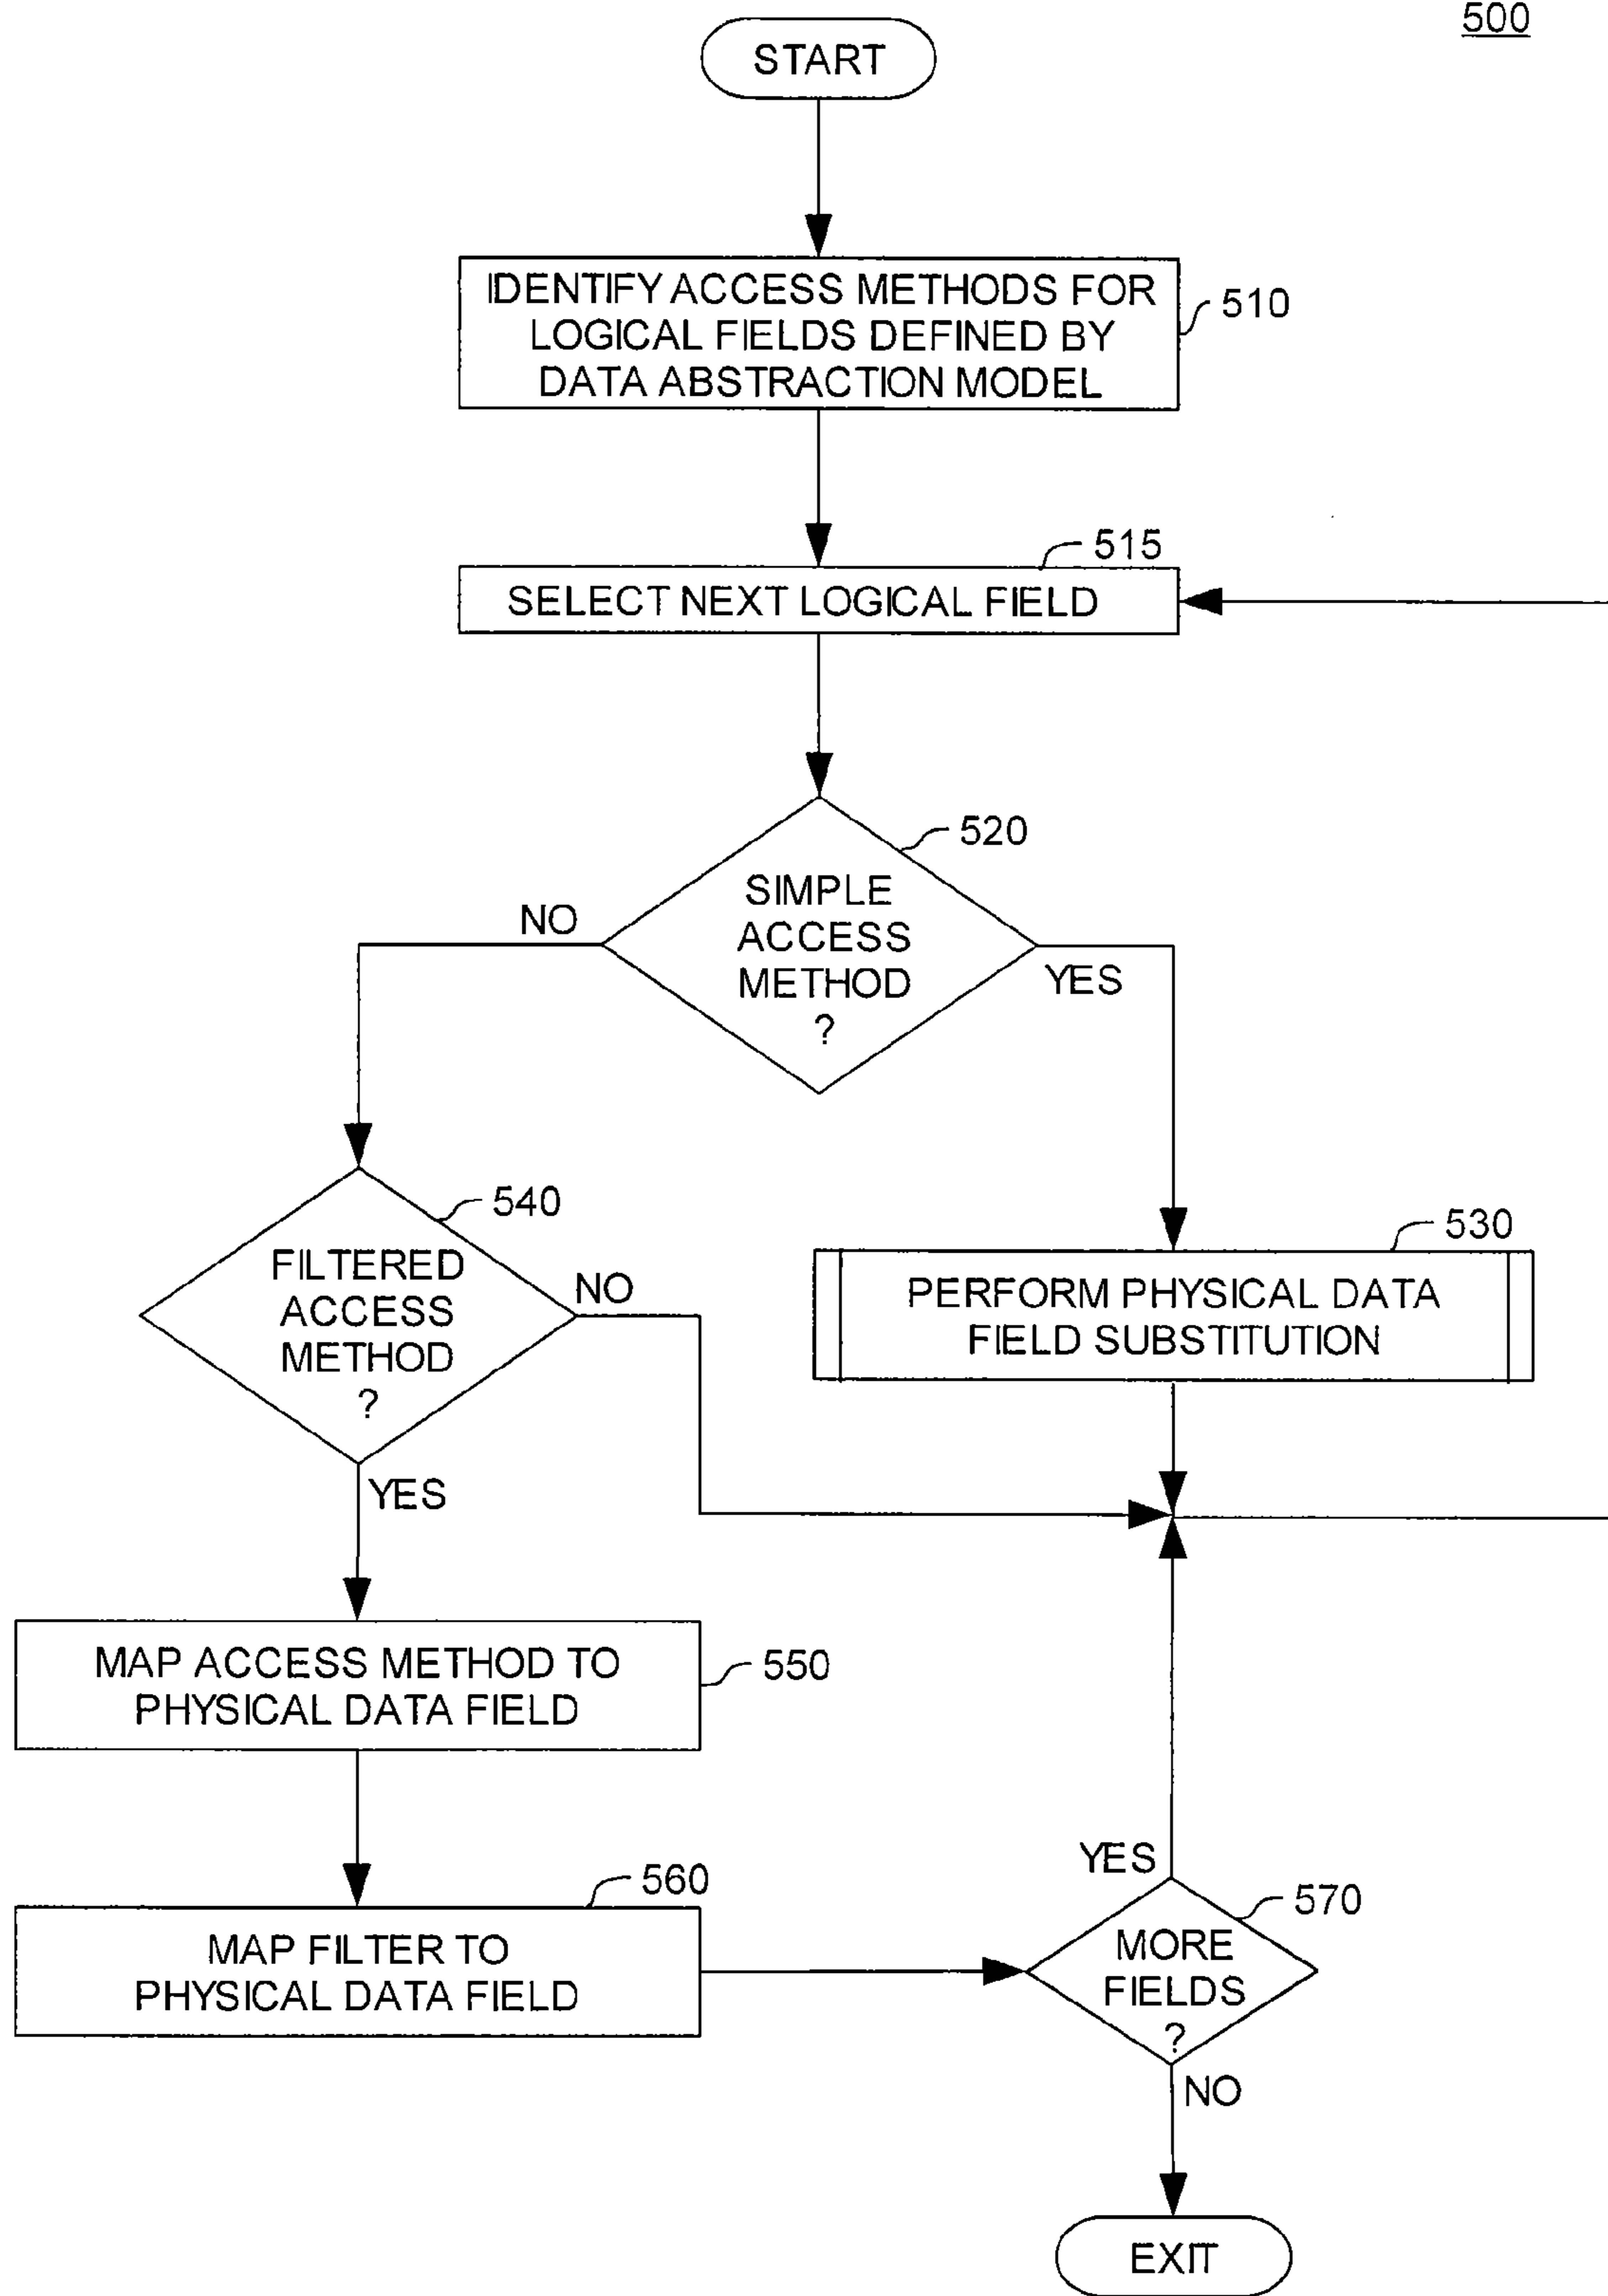 500
START
IDENTIFY ACCESS METHODS FOR
LOGICAL FIELDS DEFINED BY
DATA ABSTRACTION MODEL
510
515
SELECT NEXT LOGICAL FIELD
520
SIMPLE
ACCESS
METHOD
?
NO
YES
540
FILTERED
ACCESS
METHOD
?
NO
YES
530
PERFORM PHYSICAL DATA
FIELD SUBSTITUTION
MAP ACCESS METHOD TO
PHYSICAL DATA FIELD
550
560
MAP FILTER TO
PHYSICAL DATA FIELD
YES
570
MORE
FIELDS
?
NO
EXIT